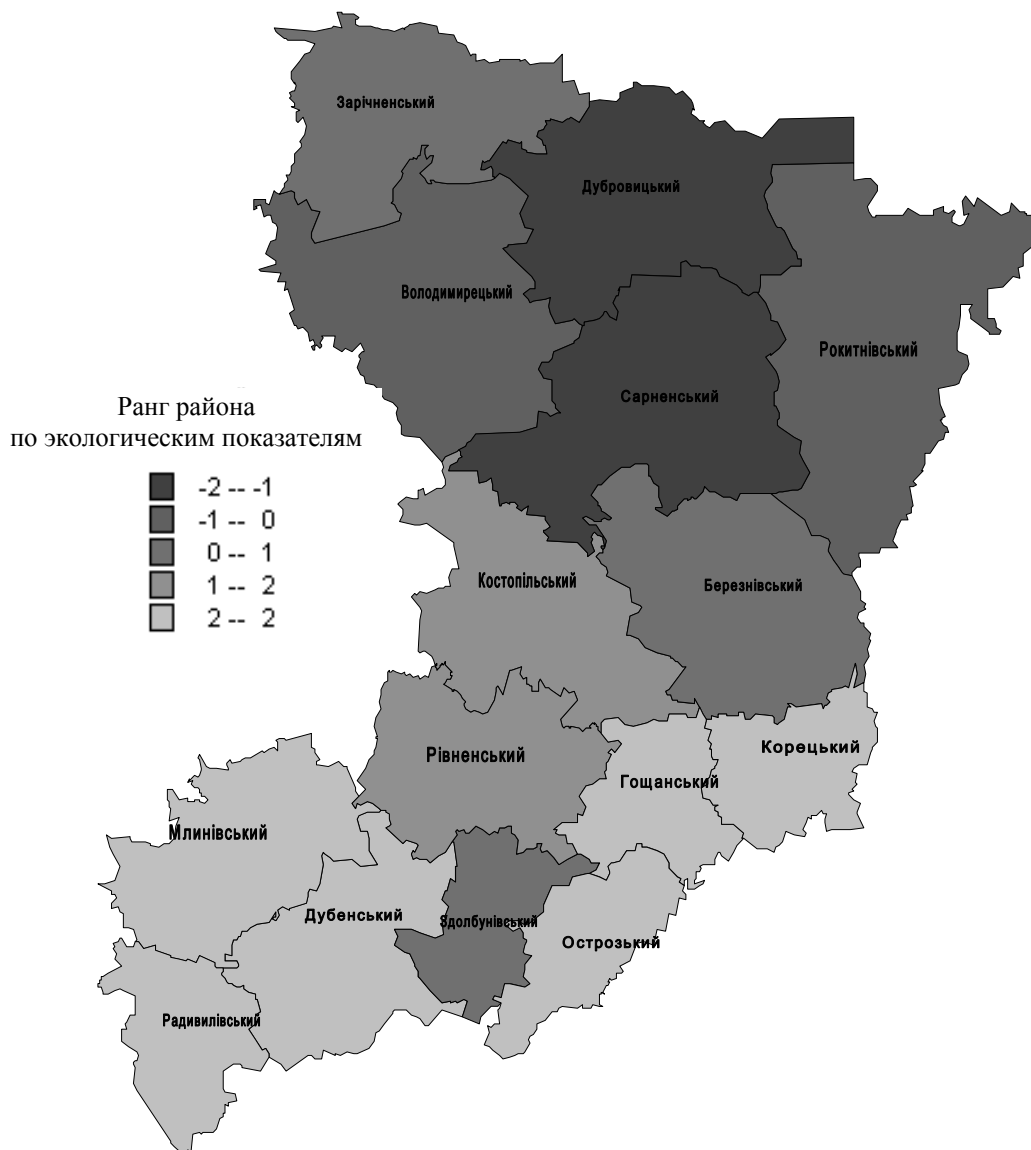 Зарічненський
Дубровицький
Володимирецький
Рокитнівський
Сарненський
Ранг района
по экологическим показателям
-2 -- -1
-1 -- 0
0 -- 1
1 -- 2
2 -- 2
Костопільський
Березнівський
Рівненський
Корецький
Гощанський
Млинівський
Дубенський
Здолбунівський
Острозький
Радивилівський